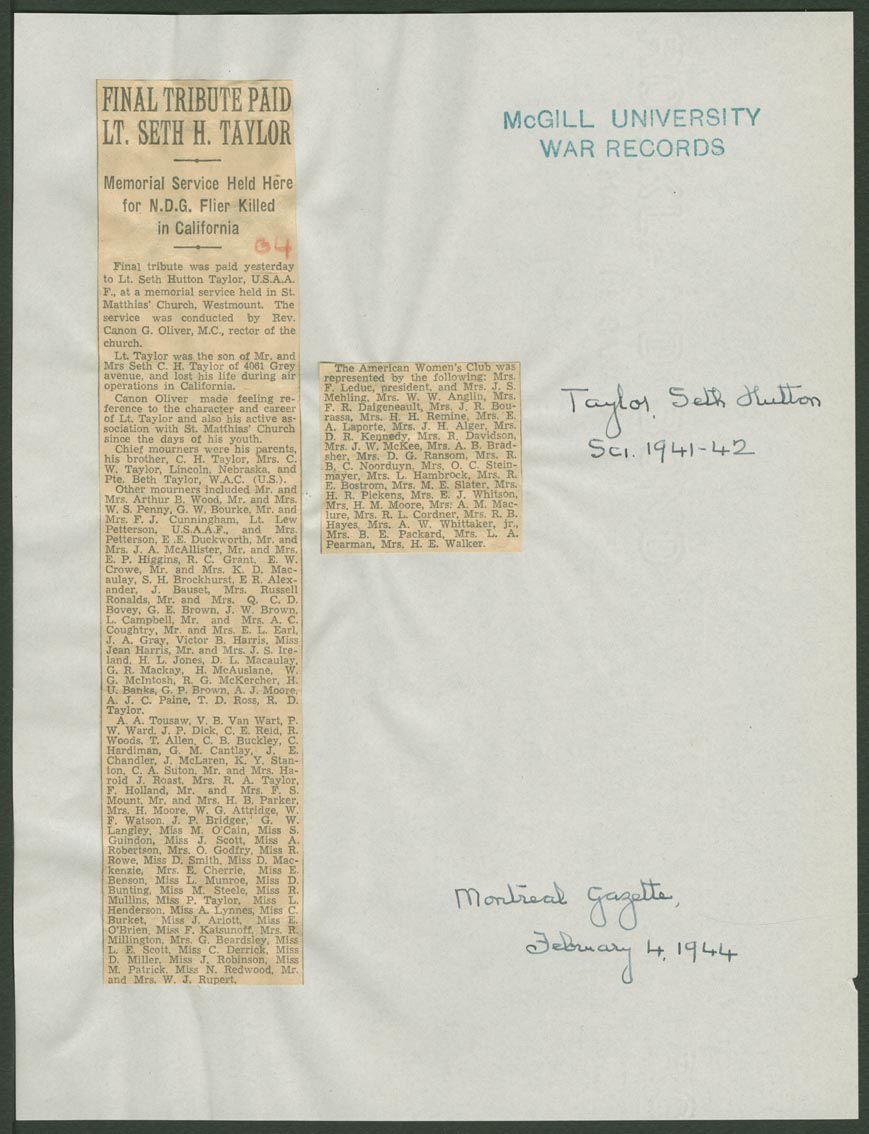 FINAL TRIBUTE PAID
LT. SETH H. TAYLOR
Memorial Service Held Here
for N.D.G. Flier Killed
in California
G4
Final tribute was paid yesterday
to Lt. Seth Hutton Taylor, U.S.A.A.
F., at a memorial service held in St.
Matthias' Church, Westmount. The
service was conducted by Rev.
Canon G. Oliver, M.C., rector of the
church.
Lt. Taylor was the son of Mr. and
Mrs Seth C. H. Taylor of 4061 Grey
avenue, and lost his life during air
operations in California.
Canon Oliver made feeling re-
ference to the character and career
of Lt. Taylor and also his active as-
sociation with St. Matthias' Church
since the days of his youth.
Chief mourners were his parents,
his brother, C. H. Taylor, Mrs. C.
W. Taylor, Lincoln, Nebraska, and
Pte. Beth Taylor, W.A.C. (U.S.).
Other mourners included Mr. and
Mrs. Arthur B. Wood, Mr. and Mrs.
W. S. Penny, G. W. Bourke, Mr. and
Mrs. F. J. Cunningham, Lt. Lew
Petterson, U.S.A.A.F., and Mrs.
Petterson, E .E. Duckworth, Mr. and
Mrs. J. A. McAllister, Mr. and Mrs.
E. P. Higgins, R. C. Grant, E. W.
Crowe, Mr. and Mrs. K. D. Mac-
aulay, S. H. Brockhurst, E R. Alex-
ander, J. Bauset, Mrs. Russell
Ronalds, Mr. and Mrs. Q. C. D.
Bovey, G. E. Brown, J. W. Brown,
L. Campbell, Mr. and Mrs. A. C.
Coughtry, Mr. and Mrs. E. L. Earl,
J. A. Gray, Victor B. Harris, Miss
Jean Harris, Mr. and Mrs. J. S. Ire-
land, H. L. Jones, D. L. Macaulay,
G. R. Mackay, H. McAuslane, W.
G. McIntosh, R. G. McKercher, H.
U. Banks, G. P. Brown, A. J. Moore,
A. J. C. Paine, T. D. Ross, R. D.
Taylor.
A. A. Tousaw, V. B. Van Wart, P.
W. Ward, J. P. Dick, C. E. Reid, R.
Woods, T. Allen, C. B. Buckley, C.
Hardiman, G. M. Cantlay, J. E.
Chandler, J. McLaren, K. Y. Stan-
ton, C. A. Suton, Mr. and Mrs. Ha-
rold J. Roast, Mrs. R. A. Taylor,
F. Holland, Mr. and Mrs. F. S.
Mount, Mr. and Mrs. H. B. Parker,
Mrs. H. Moore, W. G. Attridge, W.
F. Watson, J. P. Bridger, G. W.
Langley, Miss M. O'Cain, Miss S.
Guindon, Miss J. Scott, Miss A.
Robertson, Mrs. O. Godfry, Miss R.
Rowe, Miss D. Smith, Miss D. Mac-
kenzie, Mrs. E. Cherrie, Miss E.
Benson, Miss L. Munroe, Miss D.
Bunting, Miss M. Steele, Miss R.
Mullins, Miss P. Taylor, Miss L.
Henderson, Miss A. Lynnes, Miss C.
Burket, Miss J. Ariott, Miss E.
O'Brien, Miss F. Katsunoff, Mrs. R.
Millington, Mrs. G. Beardsley, Miss
L. E. Scott, Miss C. Derrick, Miss
D. Miller, Miss J. Robinson, Miss
M. Patrick, Miss N. Redwood, Mr.
and Mrs. W. J. Rupert.
The American Women's Club was
represented by the following: Mrs.
F. Leduc, president, and Mrs. J. S.
Mehling, Mrs. W. W. Anglin, Mrs.
F. R. Daigeneault, Mrs. J. R. Bou-
rassa, Mrs. H. H. Remine, Mrs. E.
A. Laporte, Mrs. J. H. Alger, Mrs.
D. R. Kennedy, Mrs. R. Davidson,
Mrs. J. W. McKee, Mrs. A. B. Brad-
sher, Mrs. D. G. Ransom, Mrs. R.
B. C. Noorduyn, Mrs. O. C. Stein-
mayer, Mrs. L. Hambrock, Mrs. R.
E. Bostrom, Mrs. M. E. Slater, Mrs.
H. R. Pickens, Mrs. E. J. Whitson,
Mrs. H. M. Moore, Mrs. A. M. Mac-
lure, Mrs. R. L. Cordner, Mrs. R. B.
Hayes, Mrs. A. W. Whittaker, jr.,
Mrs. B. E. Packard, Mrs. L. A.
Pearman, Mrs. H. E. Walker.
McGILL UNIVERSITY
WAR RECORDS
Taylor, Seth Hutton
Sci. 1941-42
Montreal Gazette,
February 4, 1944